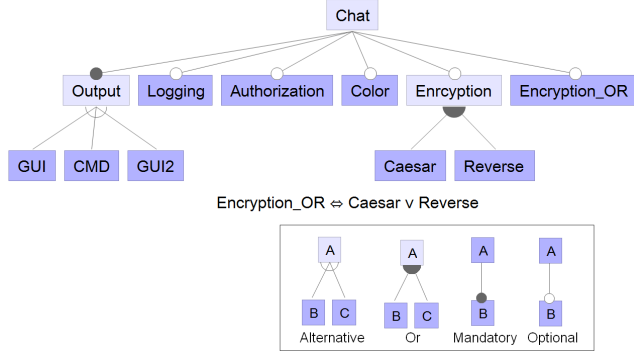 Chat
Output Logging Authorization Color Enrcyption Encryption_OR
GUI CMD GUI2 Caesar Reverse
Encryption_OR ⇔ Caesar ∨ Reverse
A A A A
B C B C B B
Alternative Or Mandatory Optional